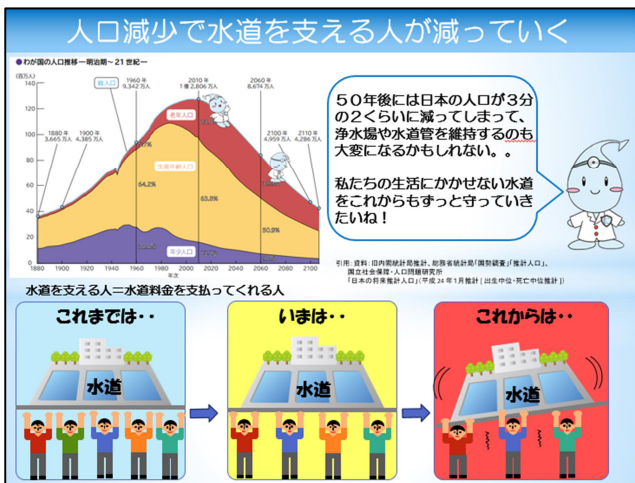 人口減少で水道を支える人が減っていく
●わが国の人口推移―明治期~21世紀―
(百万人)
140
120
100
80
60
40
20
0
総人口
老年人口
生産年齢人口
年少人口
1880年
3,665万人
1900年
4,385万人
1960年
9,342万人
2010年
1億2,806万人
2060年
8,674万人
2100年
4,959万人
2110年
4,286万人
64.2%
63.8%
50.9%
1880
1900
1920
1940
1960
1980
2000
2020
2040
2060
2080
2100
年次
50年後には日本の人口が3分
の2くらいに減ってしまって、
浄水場や水道管を維持するのも
大変になるかもしれない。。
私たちの生活にかかせない水道
をこれからもずっと守っていき
たいね!
引用:資料:旧内閣統計局推計、総務省統計局「国勢調査」「推計人口」、
国立社会保障・人口問題研究所
「日本の将来推計人口」(平成24年1月推計[出生中位・死亡中位推計])
水道を支える人=水道料金を支払ってくれる人
これまでは・・
水道
いまは・・
水道
これからは・・
水道